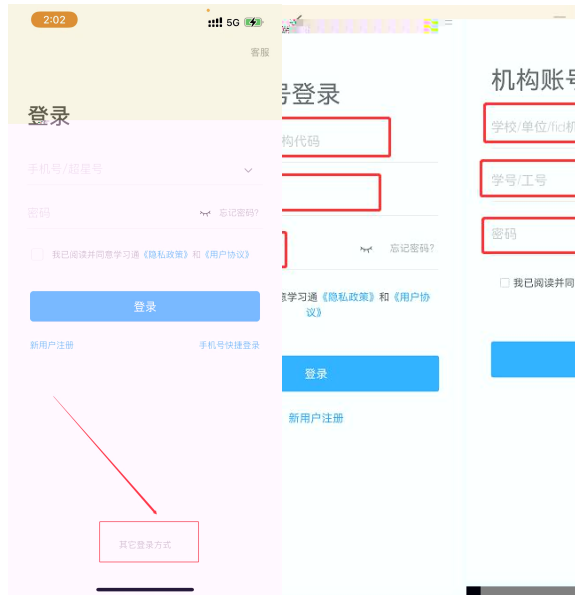 2:02
5G
客服
登录
手机号/超星号
密码
忘记密码?
我已阅读并同意学习通《隐私政策》和《用户协议》
登录
新用户注册
手机号快捷登录
其它登录方式
号登录
构代码
忘记密码?
意学习通《隐私政策》和《用户协
议》
登录
新用户注册
机构账号
学校/单位/fid机
学号/工号
密码
我已阅读并同